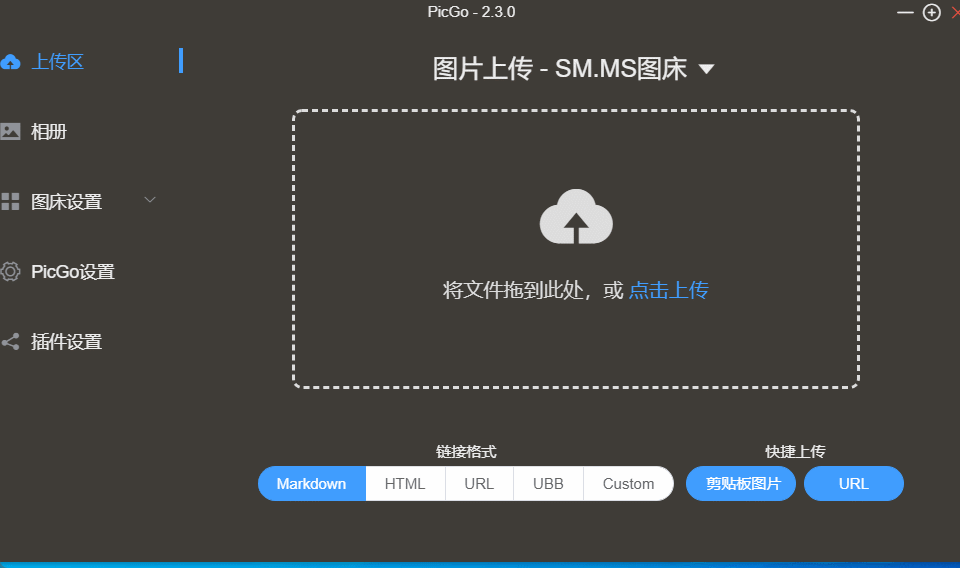 PicGo - 2.3.0
上传区
图片上传 - SM.MS图床
相册
图床设置
PicGo设置
插件设置
将文件拖到此处，或 点击上传
链接格式
快捷上传
Markdown
HTML
URL
UBB
Custom
剪贴板图片
URL